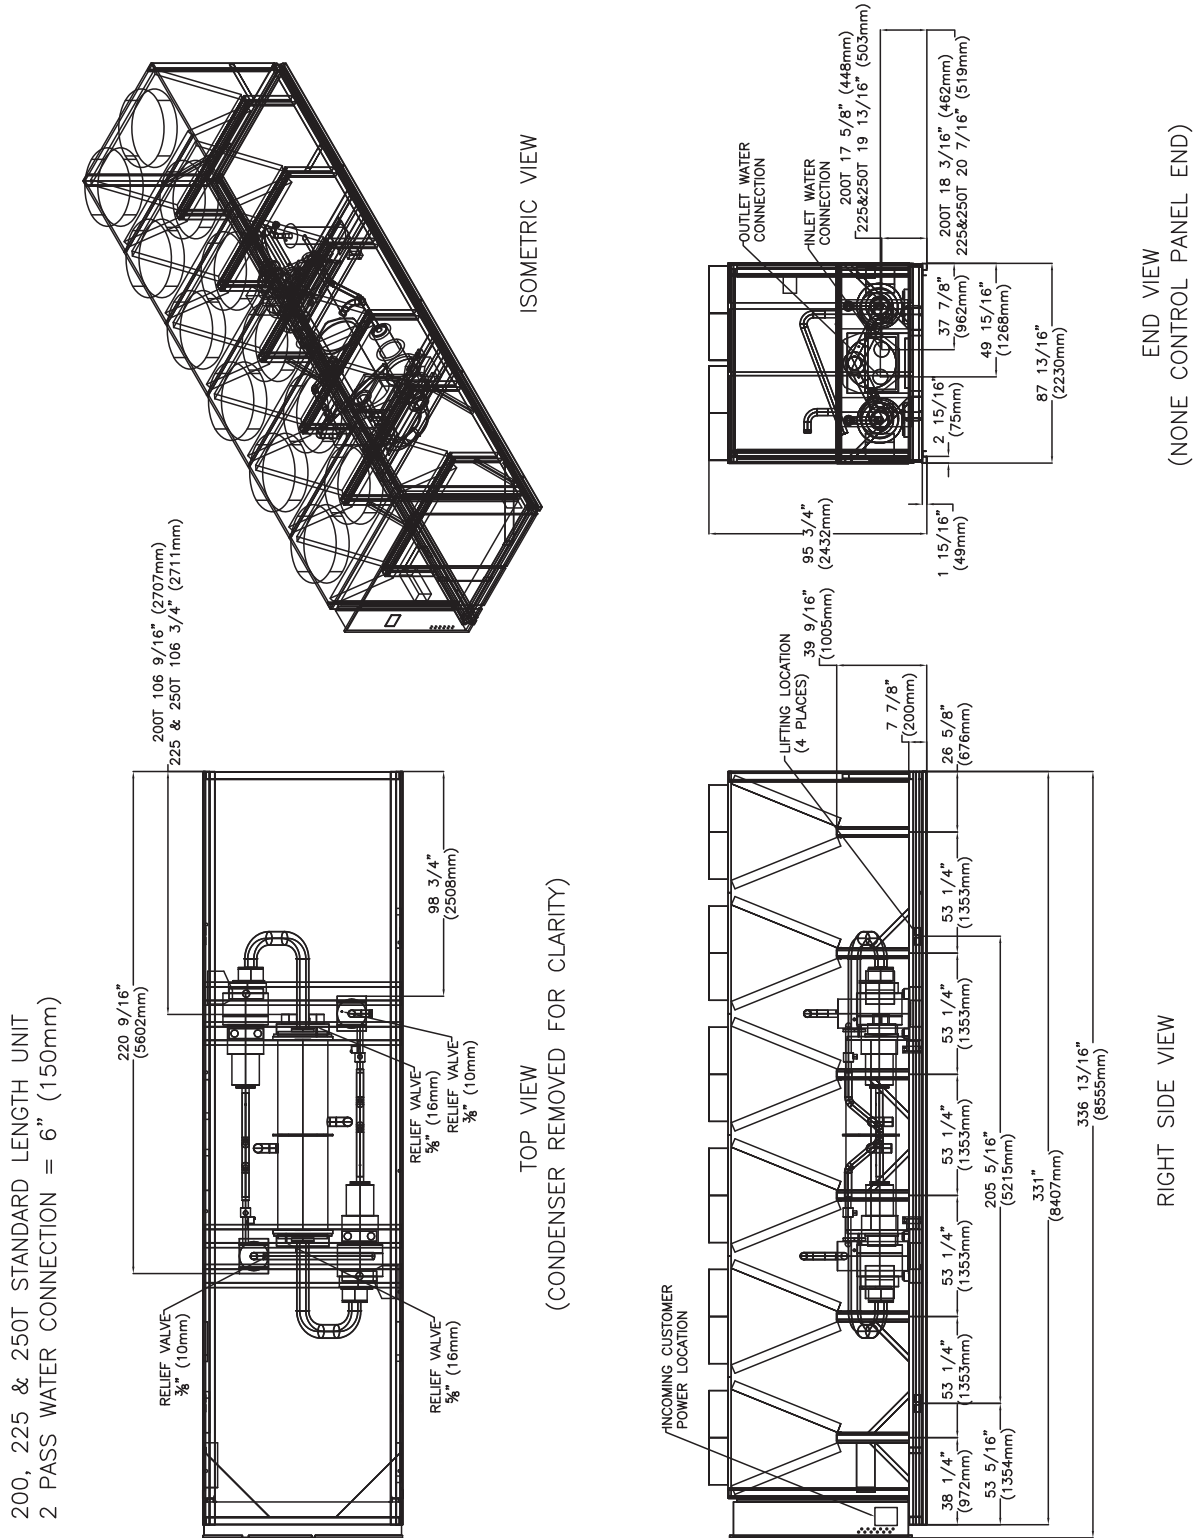 200, 225 & 250T STANDARD LENGTH UNIT
2 PASS WATER CONNECTION = 6" (150mm)
220 9/16"
(5602mm)
200T 106 9/16" (2707mm)
225 & 250T 106 3/4" (2711mm)
RELIEF VALVE
⅜" (10mm)
RELIEF VALVE
⅝" (16mm)
RELIEF VALVE
⅝" (16mm)
RELIEF VALVE
⅜" (10mm)
98 3/4"
(2508mm)
TOP VIEW
(CONDENSER REMOVED FOR CLARITY)
ISOMETRIC VIEW
INCOMING CUSTOMER
POWER LOCATION
LIFTING LOCATION
(4 PLACES)
39 9/16"
(1005mm)
7 7/8"
(200mm)
38 1/4"
(972mm)
53 1/4"
(1353mm)
53 1/4"
(1353mm)
53 1/4"
(1353mm)
53 1/4"
(1353mm)
53 1/4"
(1353mm)
26 5/8"
(676mm)
53 5/16"
(1354mm)
205 5/16"
(5215mm)
331"
(8407mm)
336 13/16"
(8555mm)
RIGHT SIDE VIEW
OUTLET WATER
CONNECTION
INLET WATER
CONNECTION
200T 17 5/8" (448mm)
225&250T 19 13/16" (503mm)
200T 18 3/16" (462mm)
225&250T 20 7/16" (519mm)
95 3/4"
(2432mm)
1 15/16"
(49mm)
2 15/16"
(75mm)
37 7/8"
(962mm)
49 15/16"
(1268mm)
87 13/16"
(2230mm)
END VIEW
(NONE CONTROL PANEL END)